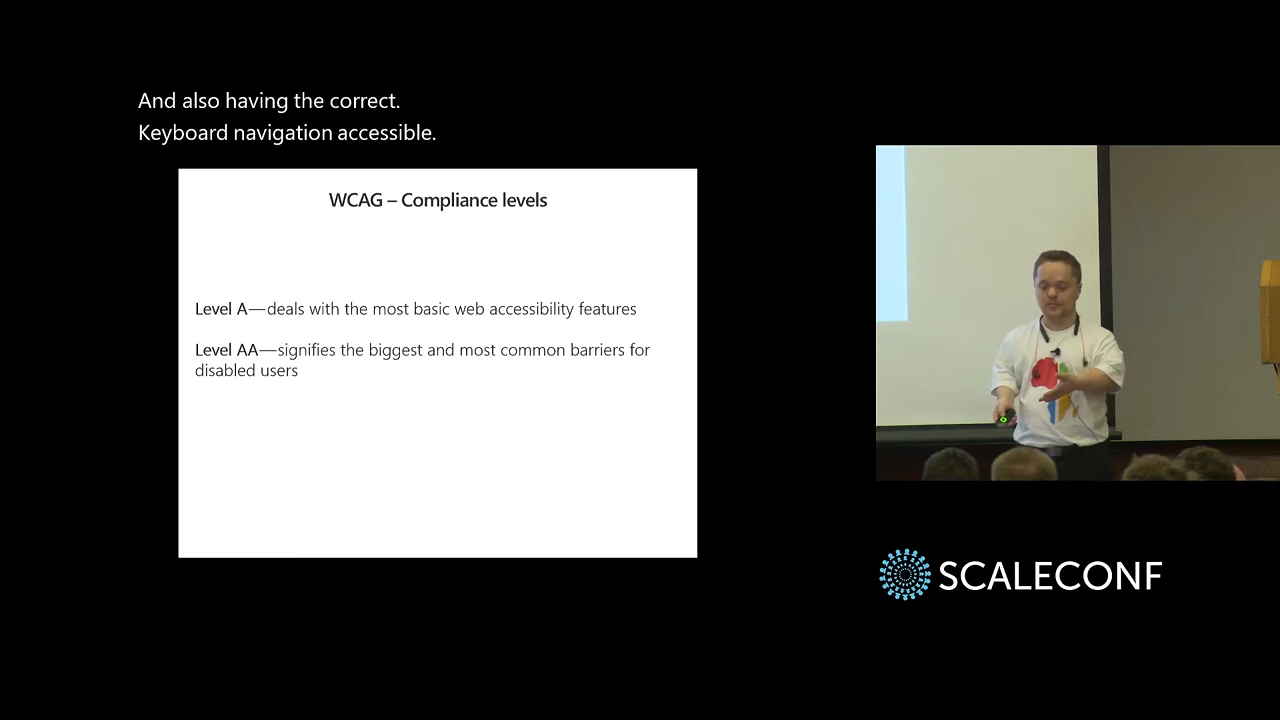 And also having the correct.
Keyboard navigation accessible.
WCAG – Compliance levels
Level A—deals with the most basic web accessibility features
Level AA—signifies the biggest and most common barriers for
disabled users
SCALECONF